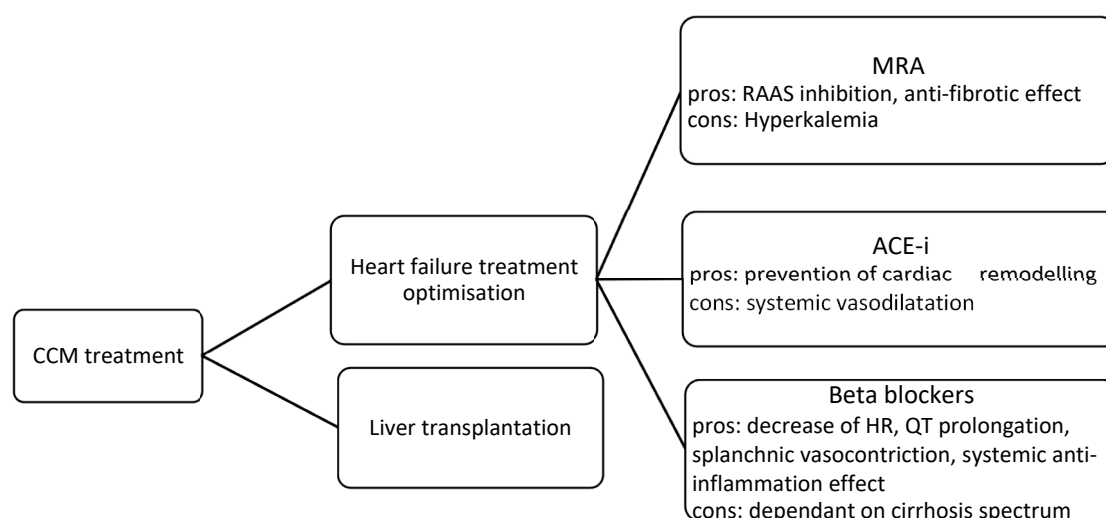 CCM treatment
Heart failure treatment
optimisation
Liver transplantation
MRA
pros: RAAS inhibition, anti-fibrotic effect
cons: Hyperkalemia
ACE-i
pros: prevention of cardiac remodelling
cons: systemic vasodilatation
Beta blockers
pros: decrease of HR, QT prolongation,
splanchnic vasocontriction, systemic anti-
inflammation effect
cons: dependant on cirrhosis spectrum